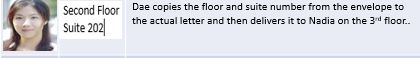 Second Floor
Suite 202
Dae copies the floor and suite number from the envelope to
the actual letter and then delivers it to Nadia on the 3rd floor..